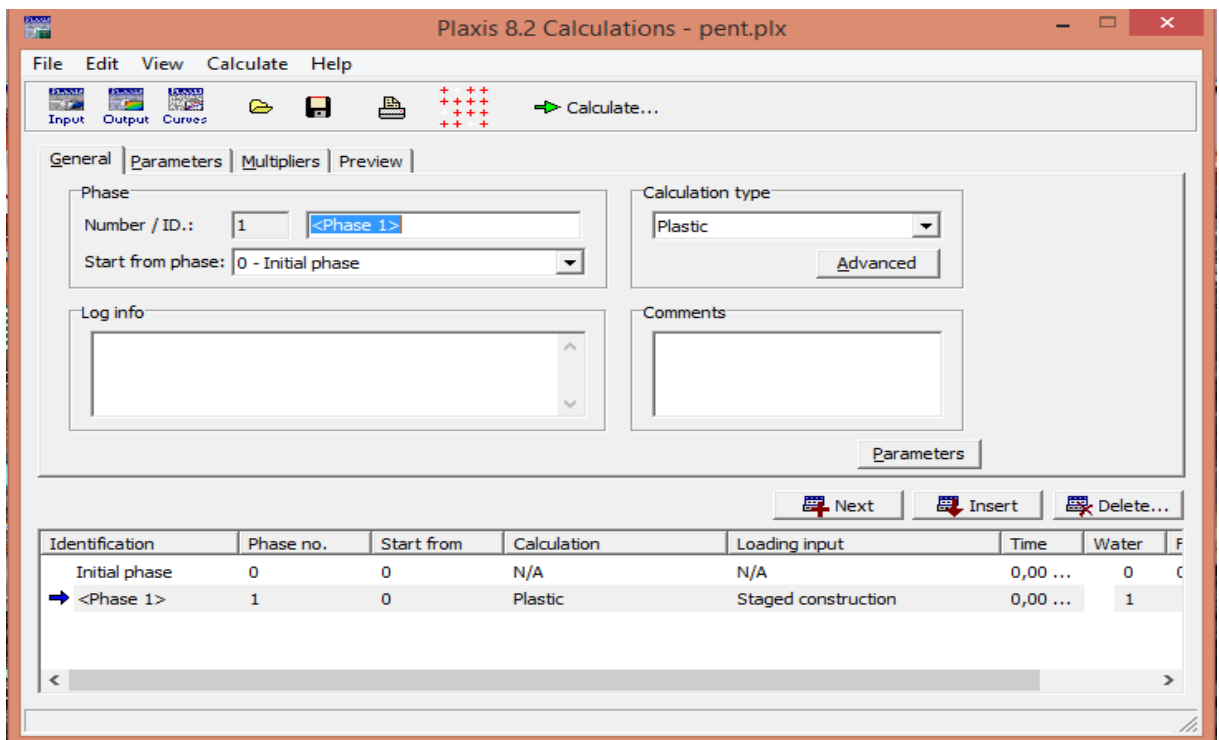 Plaxis 8.2 Calculations - pent.plx
File Edit View Calculate Help
Input Output Curves Calculate...
General Parameters Multipliers Preview
Phase Calculation type
Number / ID.: 1 <Phase 1> Plastic
Start from phase: 0 - Initial phase Advanced
Log info Comments
Parameters
Next Insert Delete...
Identification Phase no. Start from Calculation Loading input Time Water
Initial phase 0 0 N/A N/A 0,00 ... 0
<Phase 1> 1 0 Plastic Staged construction 0,00 ... 1